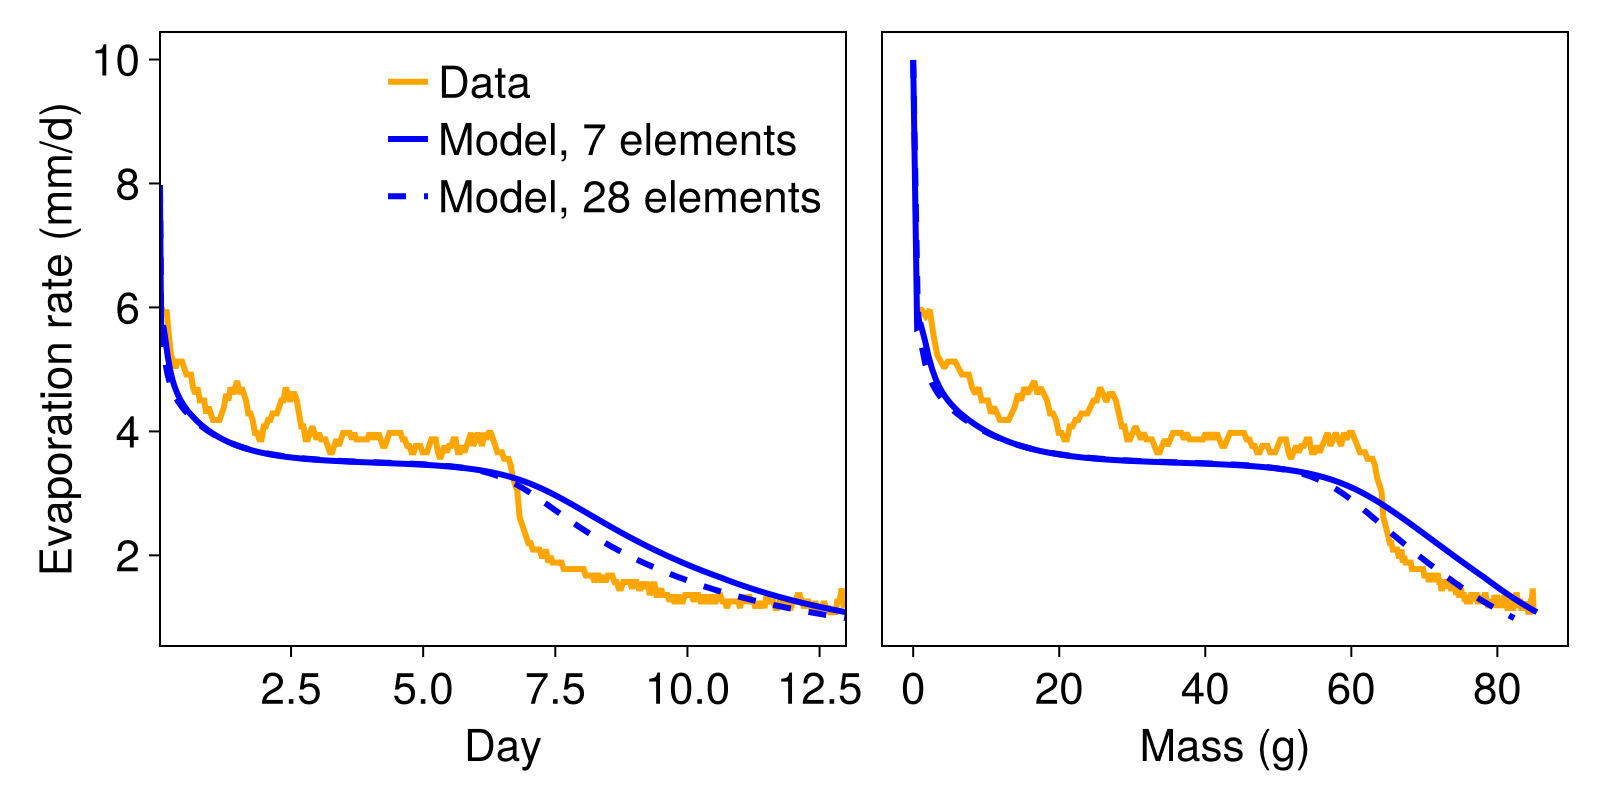 Evaporation rate (mm/d)
10
8
6
4
2
Data
Model, 7 elements
Model, 28 elements
2.5 5.0 7.5 10.0 12.5
Day
0 20 40 60 80
Mass (g)